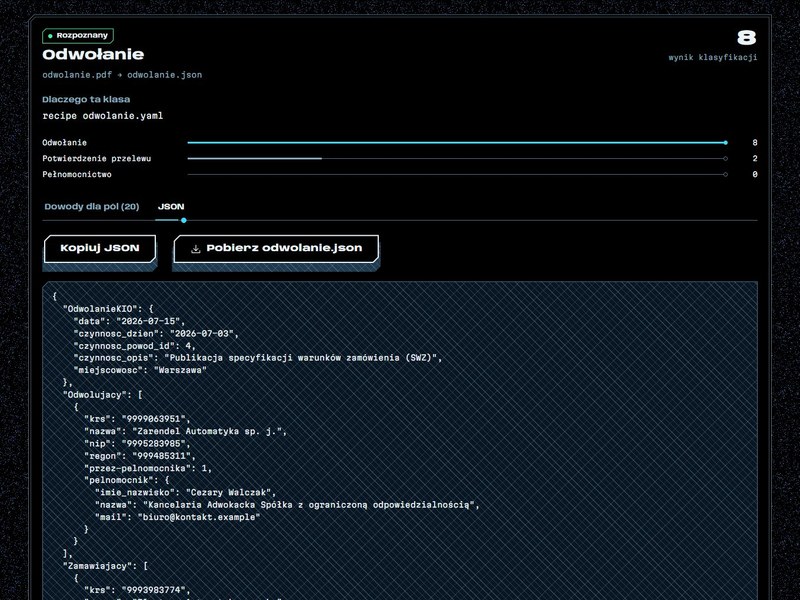 Rozpoznany
Odwołanie
odwolanie.pdf → odwolanie.json
8
wynik klasyfikacji
Dlaczego ta klasa
recipe odwolanie.yaml
Odwołanie 8
Potwierdzenie przelewu 2
Pełnomocnictwo 0
Dowody dla pól (20) JSON
Kopiuj JSON Pobierz odwolanie.json
{
"OdwolanieKIO": {
"data": "2026-07-15",
"czynnosc_dzien": "2026-07-03",
"czynnosc_powod_id": 4,
"czynnosc_opis": "Publikacja specyfikacji warunków zamówienia (SWZ)",
"miejscowosc": "Warszawa"
},
"Odwolujacy": [
{
"krs": "9999063951",
"nazwa": "Zarendel Automatyka sp. j.",
"nip": "9995283985",
"regon": "999485311",
"przez-pelnomocnika": 1,
"pelnomocnik": {
"imie_nazwisko": "Cezary Walczak",
"nazwa": "Kancelaria Adwokacka Spółka z ograniczoną odpowiedzialnością",
"mail": "biuro@kontakt.example"
}
}
],
"Zamawiajacy": [
{
"krs": "9993983774",